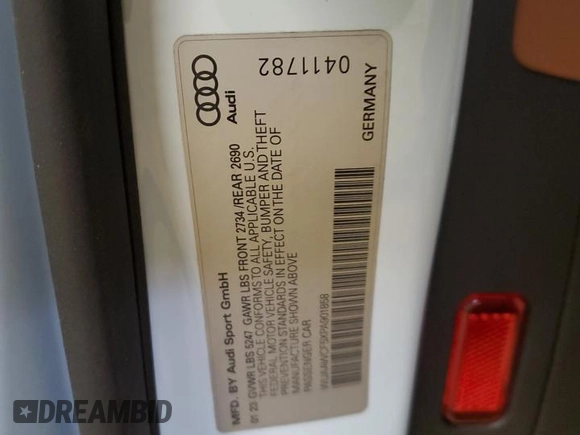 MFD. BY Audi Sport GmbH
01 23 GVWR LBS 5247 GAWR LBS FRONT 2734/REAR 2690
THIS VEHICLE CONFORMS TO ALL APPLICABLE U.S.
FEDERAL MOTOR VEHICLE SAFETY, BUMPER AND THEFT
PREVENTION STANDARDS IN EFFECT ON THE DATE OF
MANUFACTURE SHOWN ABOVE
PASSENGER CAR
Audi
0411782
GERMANY
DREAMBID